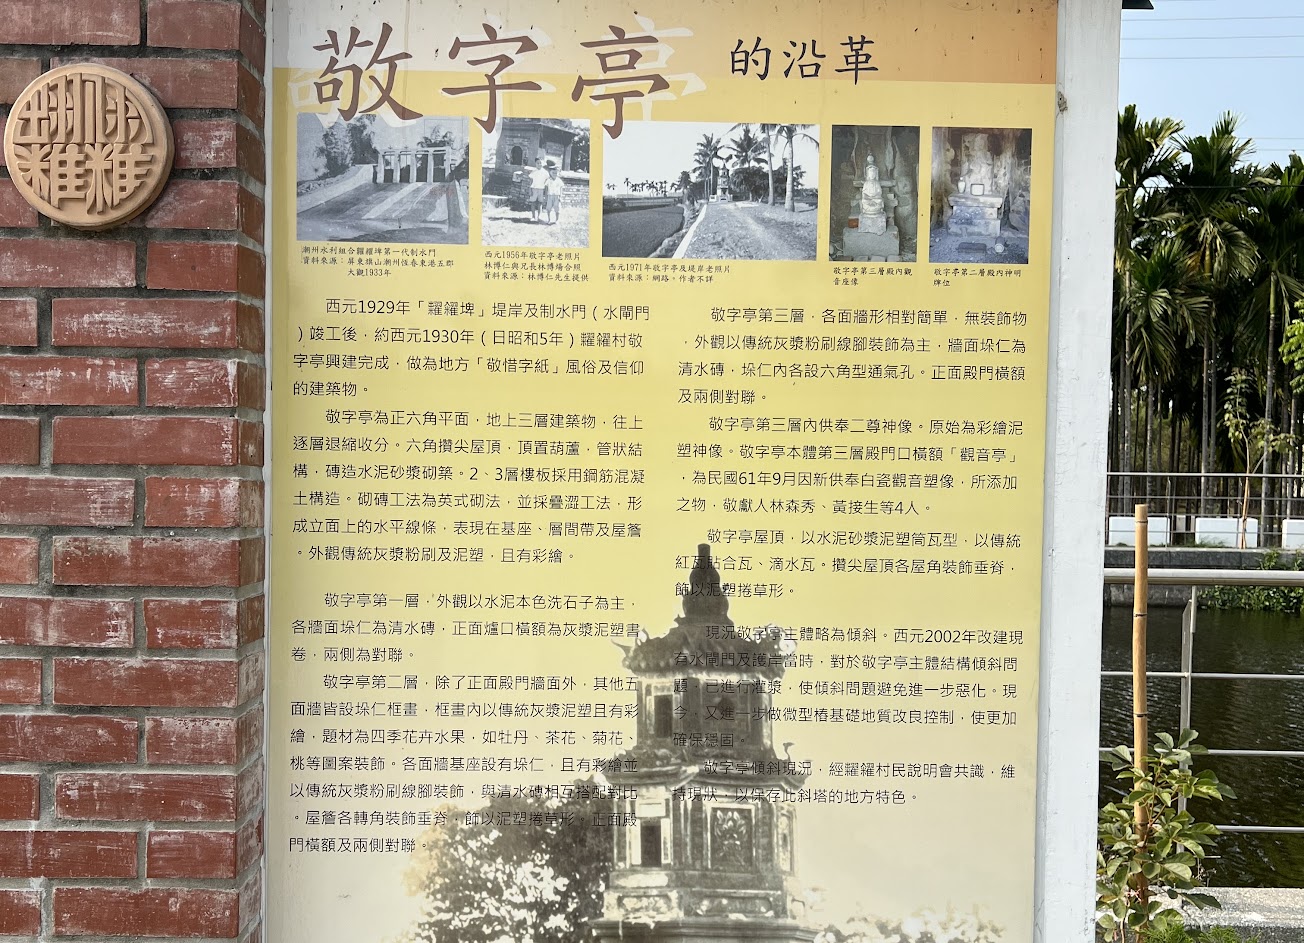 敬字亭的沿革
潮州水利組合糶糴埤第一代制水門
資料來源：屏東旗山潮州恆春東港五郡
大觀1933年
西元1956年敬字亭老照片
林博仁與兄長林博陽合照
資料來源：林博仁先生提供
西元1971年敬字亭及堤岸老照片
資料來源：網路。作者不詳
敬字亭第三層殿內觀
音座像
敬字亭第二層殿內神明
牌位
西元1929年「糶糴埤」堤岸及制水門（水閘門
）竣工後，約西元1930年（日昭和5年）糶糴村敬
字亭興建完成，做為地方「敬惜字紙」風俗及信仰
的建築物。
敬字亭為正六角平面，地上三層建築物，往上
逐層退縮收分。六角攢尖屋頂，頂置葫蘆，管狀結
構，磚造水泥砂漿砌築。2、3層樓板採用鋼筋混凝
土構造。砌磚工法為英式砌法，並採疊澀工法，形
成立面上的水平線條，表現在基座、層間帶及屋簷
。外觀傳統灰漿粉刷及泥塑，且有彩繪。
敬字亭第一層，外觀以水泥本色洗石子為主，
各牆面垛仁為清水磚，正面爐口橫額為灰漿泥塑書
卷，兩側為對聯。
敬字亭第二層，除了正面殿門牆面外，其他五
面牆皆設垛仁框畫，框畫內以傳統灰漿泥塑且有彩
繪，題材為四季花卉水果，如牡丹、茶花、菊花、
桃等圖案裝飾。各面牆基座設有垛仁，且有彩繪並
以傳統灰漿粉刷線腳裝飾，與清水磚相互搭配對比
。屋簷各轉角裝飾垂脊，飾以泥塑捲草形。正面殿
門橫額及兩側對聯。
敬字亭第三層，各面牆形相對簡單，無裝飾物
，外觀以傳統灰漿粉刷線腳裝飾為主，牆面垛仁為
清水磚，垛仁內各設六角型通氣孔。正面殿門橫額
及兩側對聯。
敬字亭第三層內供奉二尊神像。原始為彩繪泥
塑神像。敬字亭本體第三層殿門口橫額「觀音亭」
，為民國61年9月因新供奉白瓷觀音塑像，所添加
之物，敬獻人林森秀、黃接生等4人。
敬字亭屋頂，以水泥砂漿泥塑筒瓦型，以傳統
紅瓦貼合瓦、滴水瓦。攢尖屋頂各屋角裝飾垂脊，
飾以泥塑捲草形。
現況敬字亭主體略為傾斜。西元2002年改建現
有水閘門及護岸當時，對於敬字亭主體結構傾斜問
題，已進行灌漿，使傾斜問題避免進一步惡化。現
今，又進一步做微型樁基礎地質改良控制，使更加
確保穩固。
敬字亭傾斜現況，經糶糴村民說明會共識，維
持現狀，以保存此斜塔的地方特色。